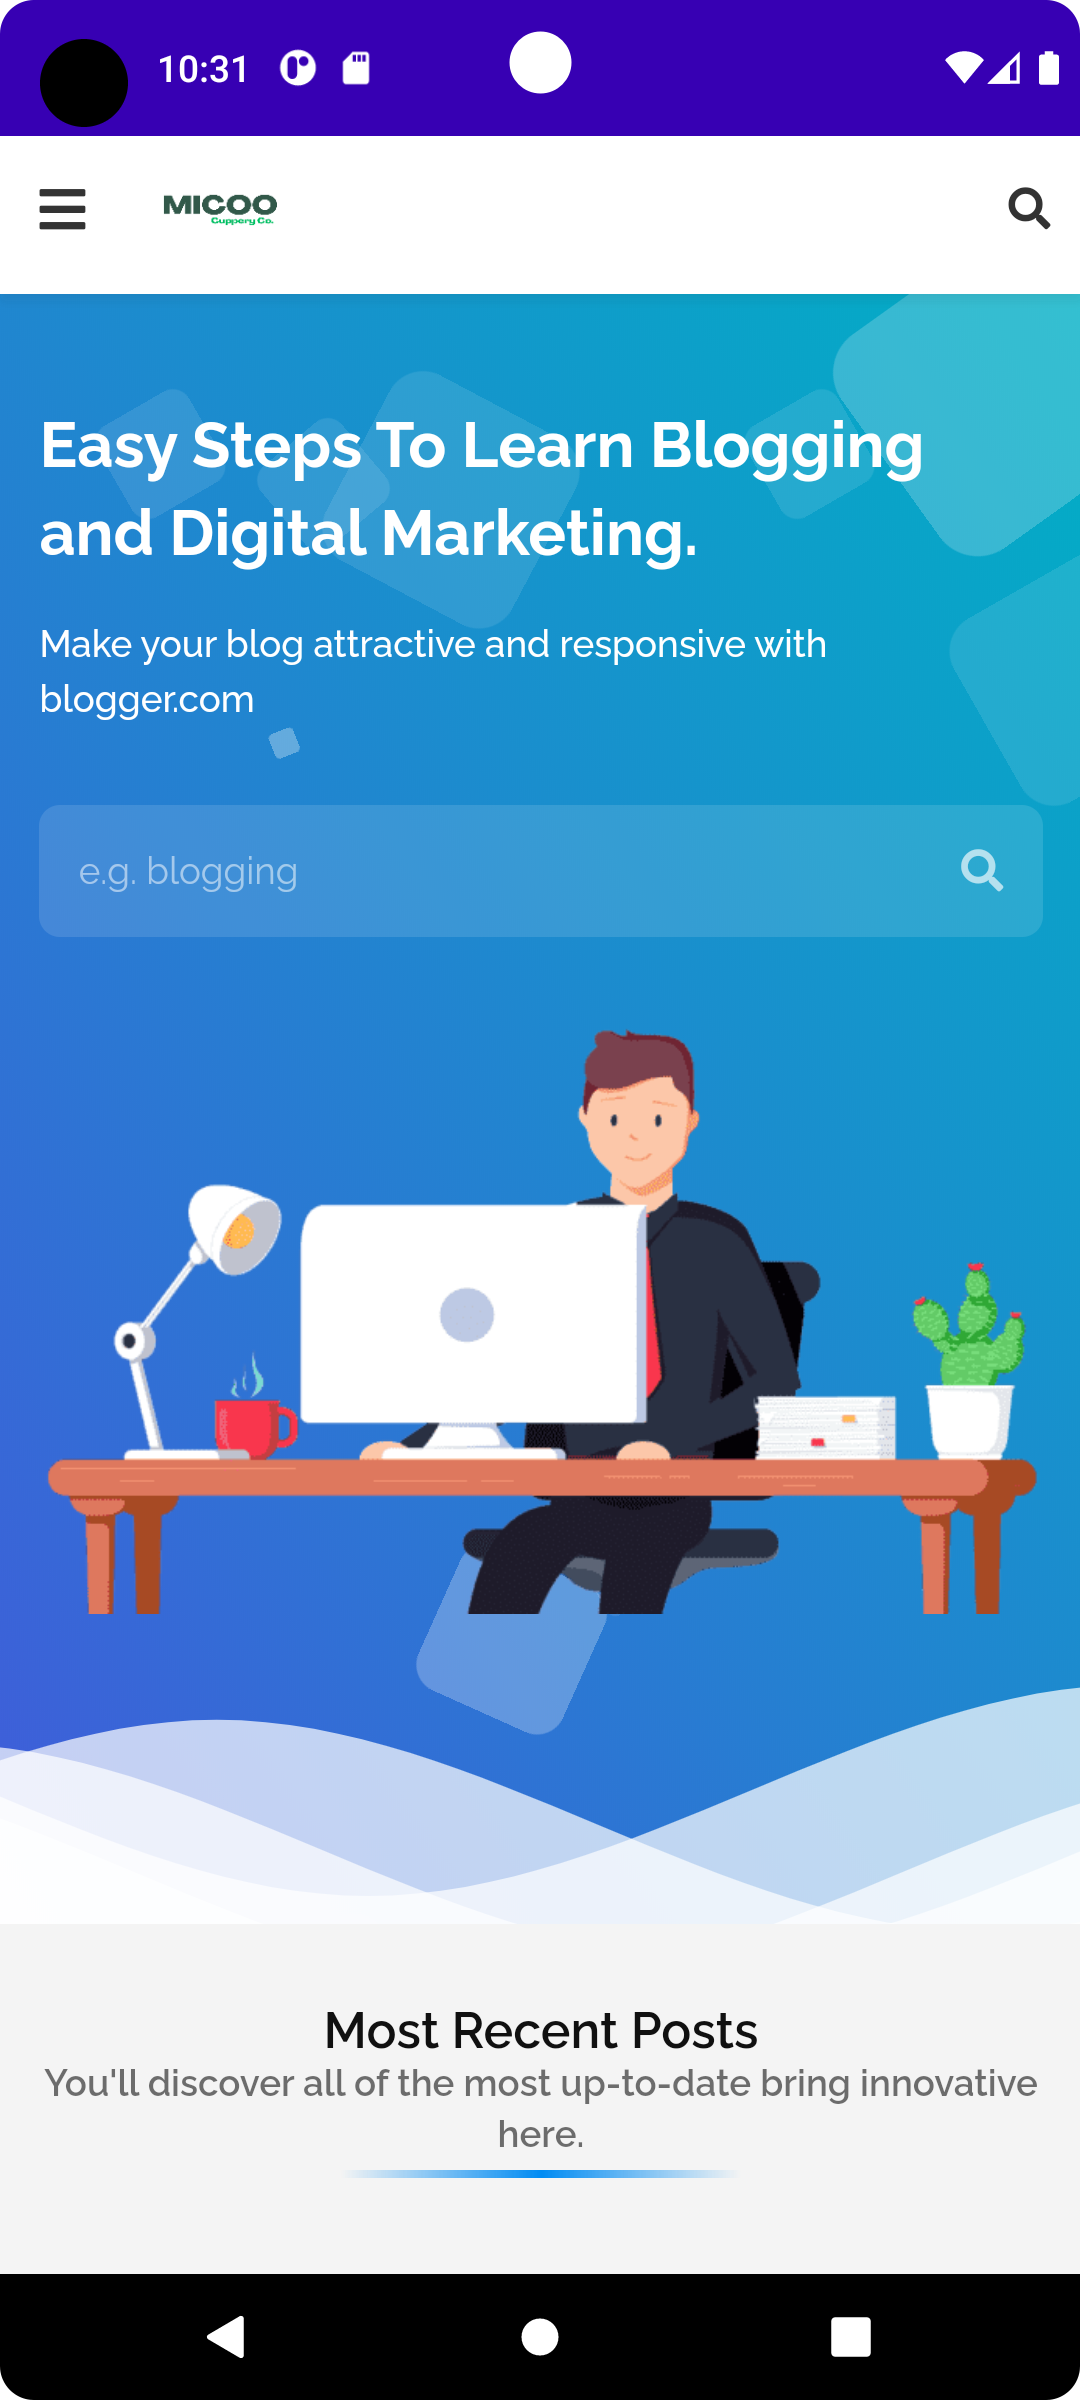 10:31
MICOO
Cuppery Co.
Easy Steps To Learn Blogging
and Digital Marketing.
Make your blog attractive and responsive with
blogger.com
e.g. blogging
Most Recent Posts
You'll discover all of the most up-to-date bring innovative
here.